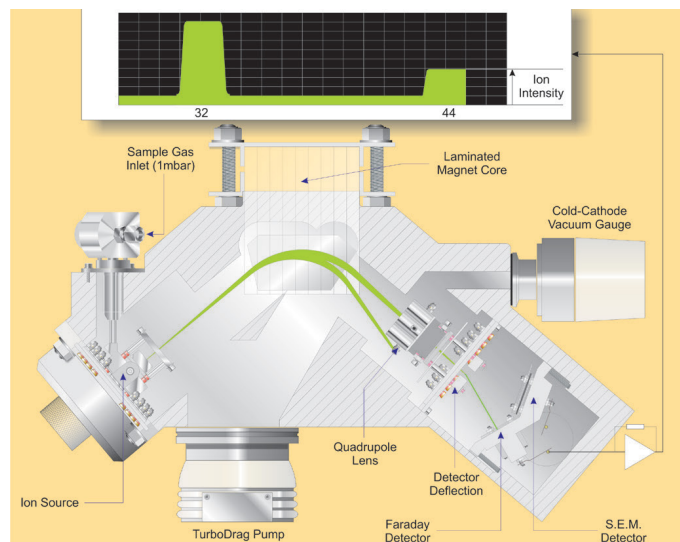 Ion
Intensity
32
44
Sample Gas
Inlet (1mbar)
Laminated
Magnet Core
Cold-Cathode
Vacuum Gauge
Quadrupole
Lens
Detector
Deflection
Ion Source
TurboDrag Pump
Faraday
Detector
S.E.M.
Detector